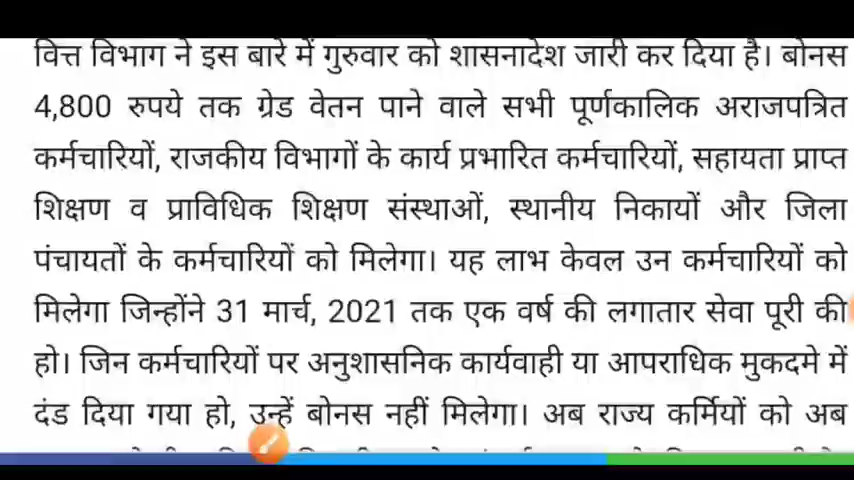 वित्त विभाग ने इस बारे में गुरुवार को शासनादेश जारी कर दिया है। बोनस
4,800 रुपये तक ग्रेड वेतन पाने वाले सभी पूर्णकालिक अराजपत्रित
कर्मचारियों, राजकीय विभागों के कार्य प्रभारित कर्मचारियों, सहायता प्राप्त
शिक्षण व प्राविधिक शिक्षण संस्थाओं, स्थानीय निकायों और जिला
पंचायतों के कर्मचारियों को मिलेगा। यह लाभ केवल उन कर्मचारियों को
मिलेगा जिन्होंने 31 मार्च, 2021 तक एक वर्ष की लगातार सेवा पूरी की
हो। जिन कर्मचारियों पर अनुशासनिक कार्यवाही या आपराधिक मुकदमे में
दंड दिया गया हो, उन्हें बोनस नहीं मिलेगा। अब राज्य कर्मियों को अब